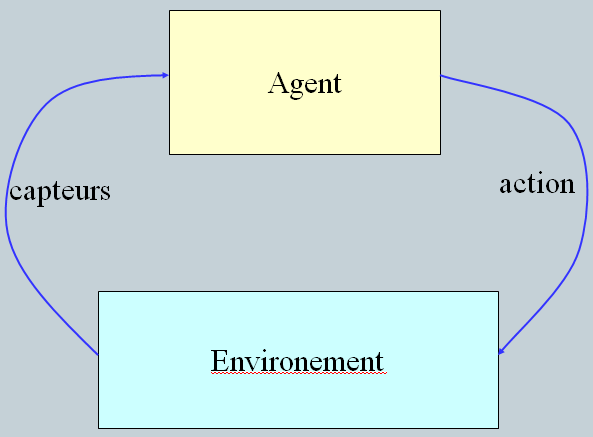 Agent
capteurs
action
Environement